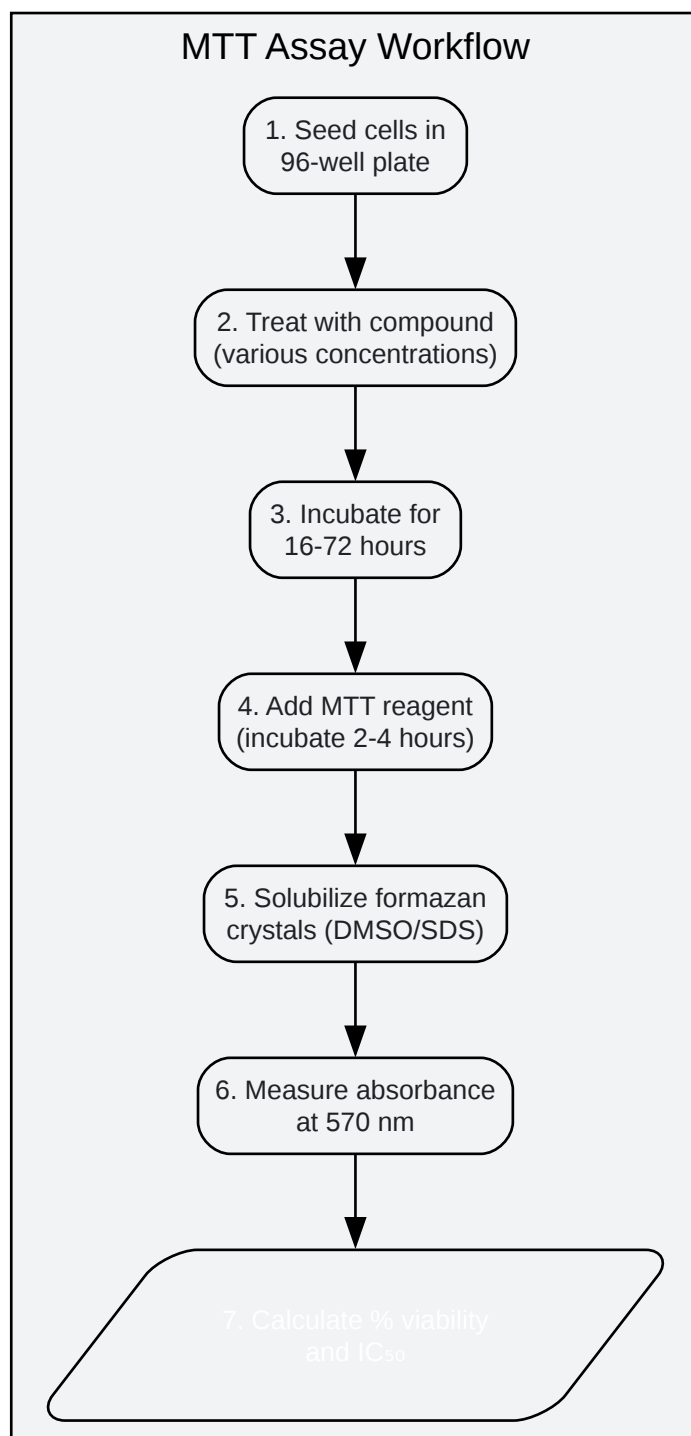 MTT Assay Workflow
1. Seed cells in
96-well plate
2. Treat with compound
(various concentrations)
3. Incubate for
16-72 hours
4. Add MTT reagent
(incubate 2-4 hours)
5. Solubilize formazan
crystals (DMSO/SDS)
6. Measure absorbance
at 570 nm
7. Calculate % viability
and IC₅₀